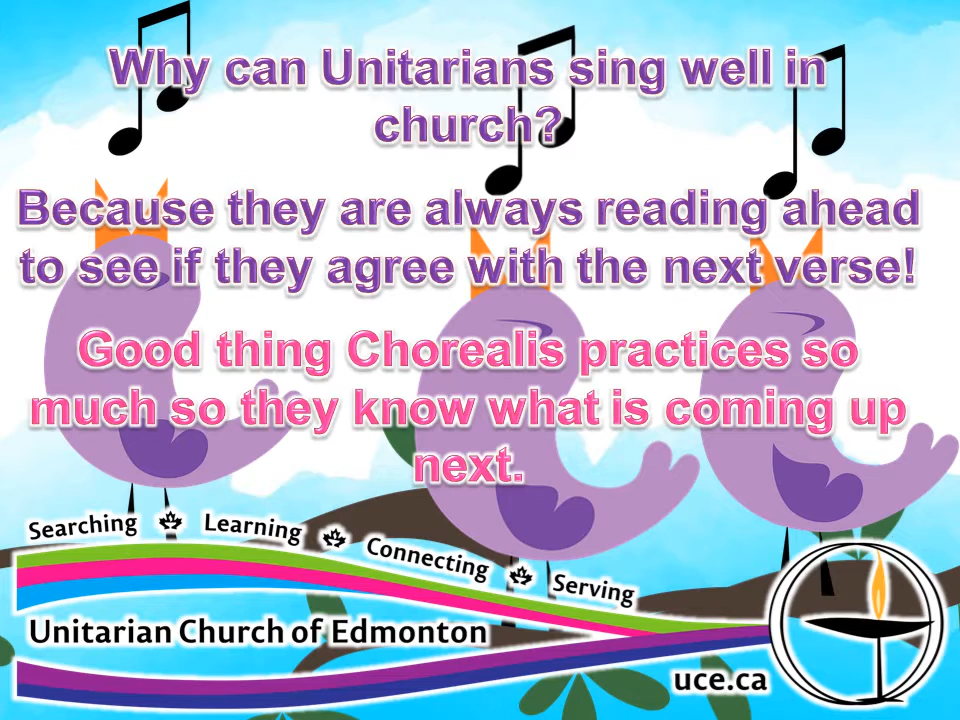 Why can Unitarians sing well in
church?
Because they are always reading ahead
to see if they agree with the next verse!
Good thing Chorealis practices so
much so they know what is coming up
next.
Searching Learning Connecting Serving
Unitarian Church of Edmonton
uce.ca